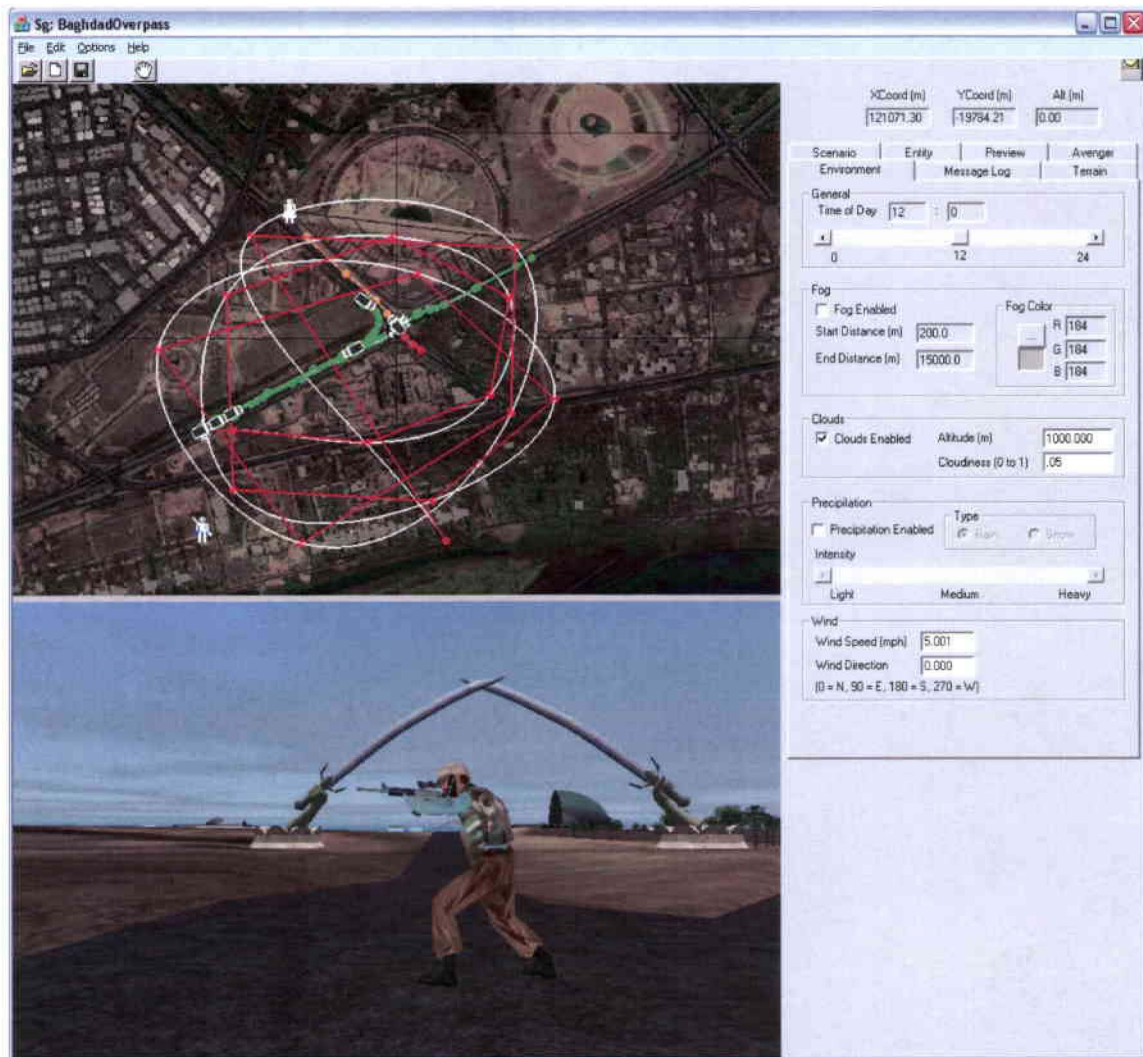 Sg: BaghdadOverpass
File Edit Options Help
XCoord (m) YCoord (m) Alt (m)
121071.30 -19784.21 0.00
Scenario Entity Preview Avenger
Environment Message Log Terrain
General
Time of Day 12 : 0
0 12 24
Fog
Fog Enabled
Fog Color
Start Distance (m) 200.0
R 184
End Distance (m) 15000.0
G 184
B 184
Clouds
Clouds Enabled Altitude (m) 1000.000
Cloudiness (0 to 1) .05
Precipitation
Precipitation Enabled
Type
Rain Snow
Intensity
Light Medium Heavy
Wind
Wind Speed (mph) 5.001
Wind Direction 0.000
(0 = N, 90 = E, 180 = S, 270 = W)